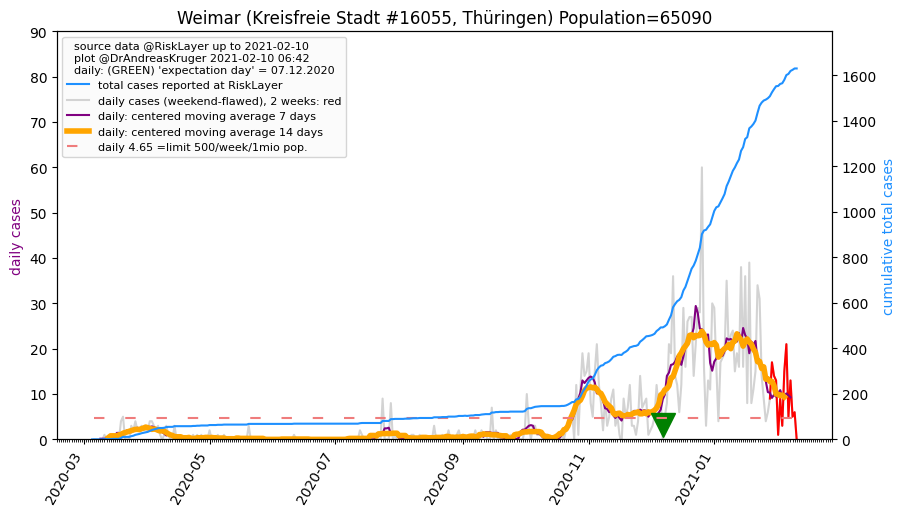 Weimar (Kreisfreie Stadt #16055, Thüringen) Population=65090
source data @RiskLayer up to 2021-02-10
plot @DrAndreasKruger 2021-02-10 06:42
daily: (GREEN) 'expectation day' = 07.12.2020
total cases reported at RiskLayer
daily cases (weekend-flawed), 2 weeks: red
daily: centered moving average 7 days
daily: centered moving average 14 days
daily 4.65 =limit 500/week/1mio pop.
daily cases
90
80
70
60
50
40
30
20
10
0
1600
1400
1200
1000
800
600
400
200
0
cumulative total cases
2020-03
2020-05
2020-07
2020-09
2020-11
2021-01